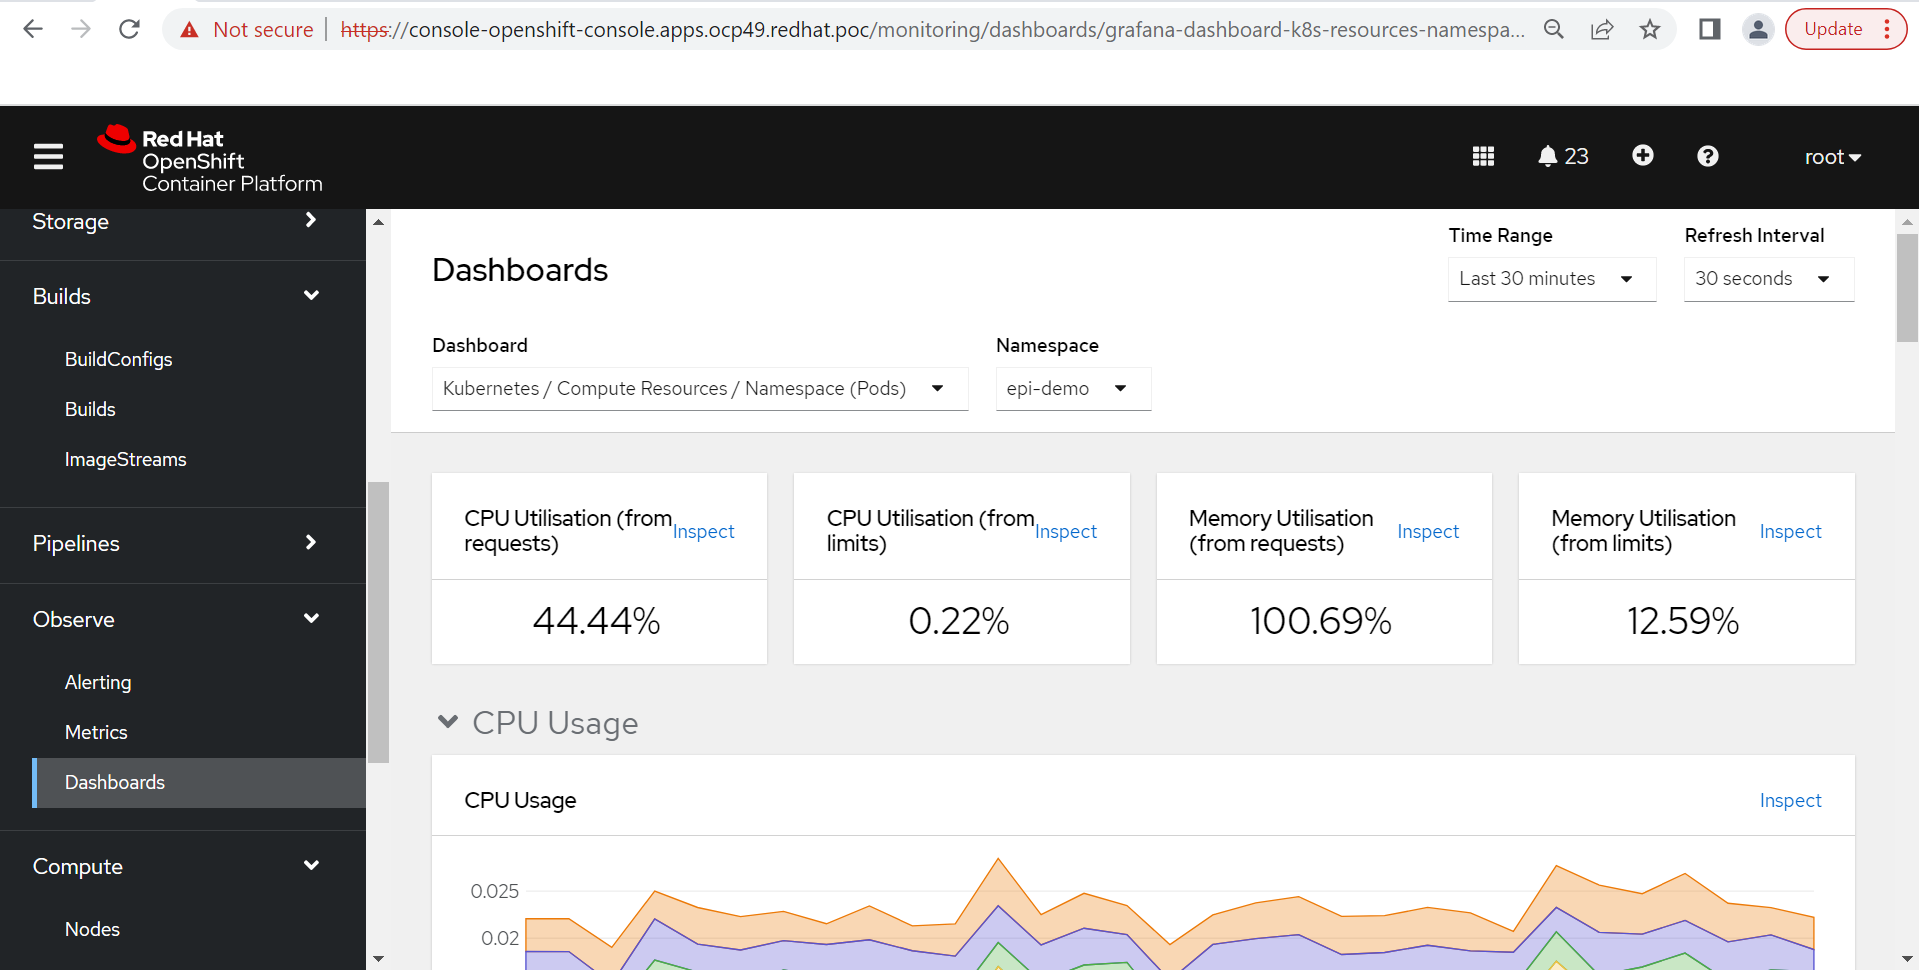 Not secure https://console-openshift-console.apps.ocp49.redhat.poc/monitoring/dashboards/grafana-dashboard-k8s-resources-namespa... Update
Red Hat
OpenShift
Container Platform
23 root
Storage
Builds
BuildConfigs
Builds
ImageStreams
Pipelines
Observe
Alerting
Metrics
Dashboards
Compute
Nodes
Dashboards
Time Range
Last 30 minutes
Refresh Interval
30 seconds
Dashboard
Kubernetes / Compute Resources / Namespace (Pods)
Namespace
epi-demo
CPU Utilisation (from
requests)
Inspect
44.44%
CPU Utilisation (from
limits)
Inspect
0.22%
Memory Utilisation
(from requests)
Inspect
100.69%
Memory Utilisation
(from limits)
Inspect
12.59%
CPU Usage
CPU Usage
Inspect
0.025
0.02